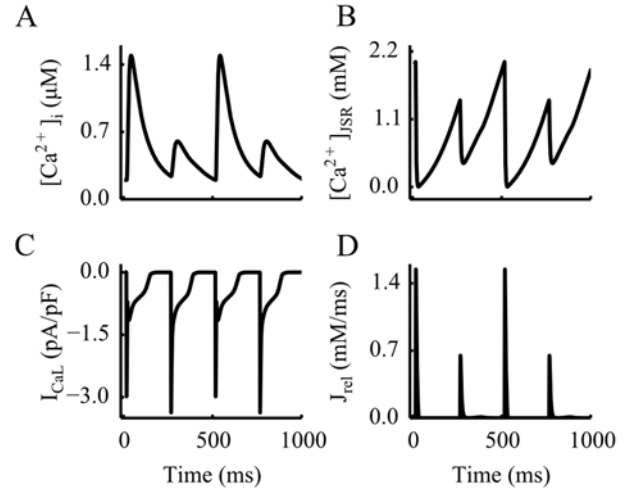 A
B
[Ca²⁺]ᵢ (μM)
1.4
0.7
0.0
[Ca²⁺]JSR (mM)
2.2
1.1
0.0
C
D
ICaL (pA/pF)
0.0
−1.5
−3.0
Jrel (mM/ms)
1.4
0.7
0.0
0
500
1000
0
500
1000
Time (ms)
Time (ms)